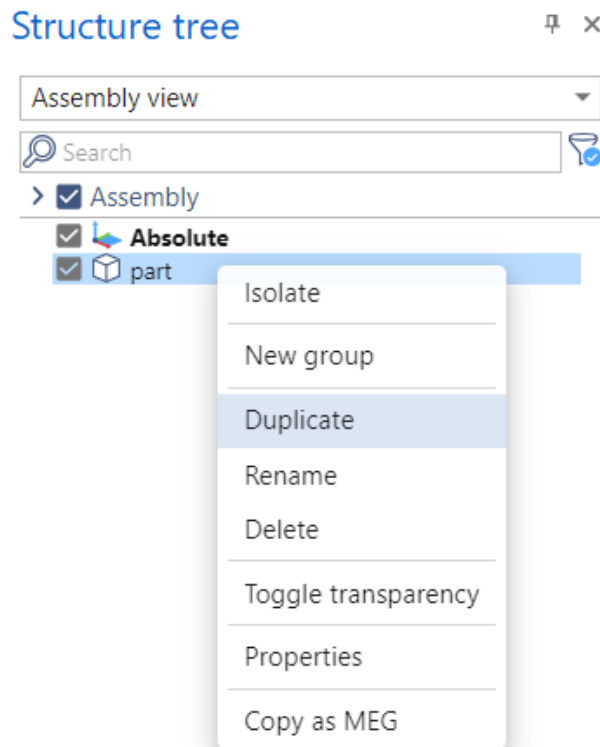 Structure tree
Assembly view
Search
Assembly
Absolute
part
Isolate
New group
Duplicate
Rename
Delete
Toggle transparency
Properties
Copy as MEG